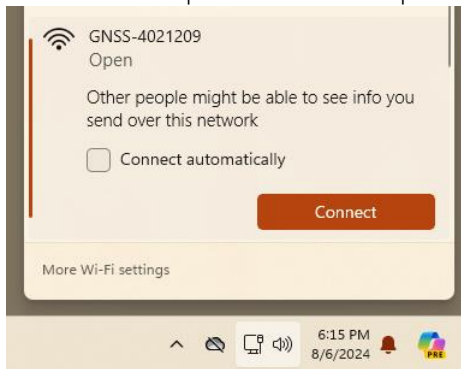 GNSS-4021209
Open
Other people might be able to see info you
send over this network
Connect automatically
Connect
More Wi-Fi settings
6:15 PM
8/6/2024
PRE